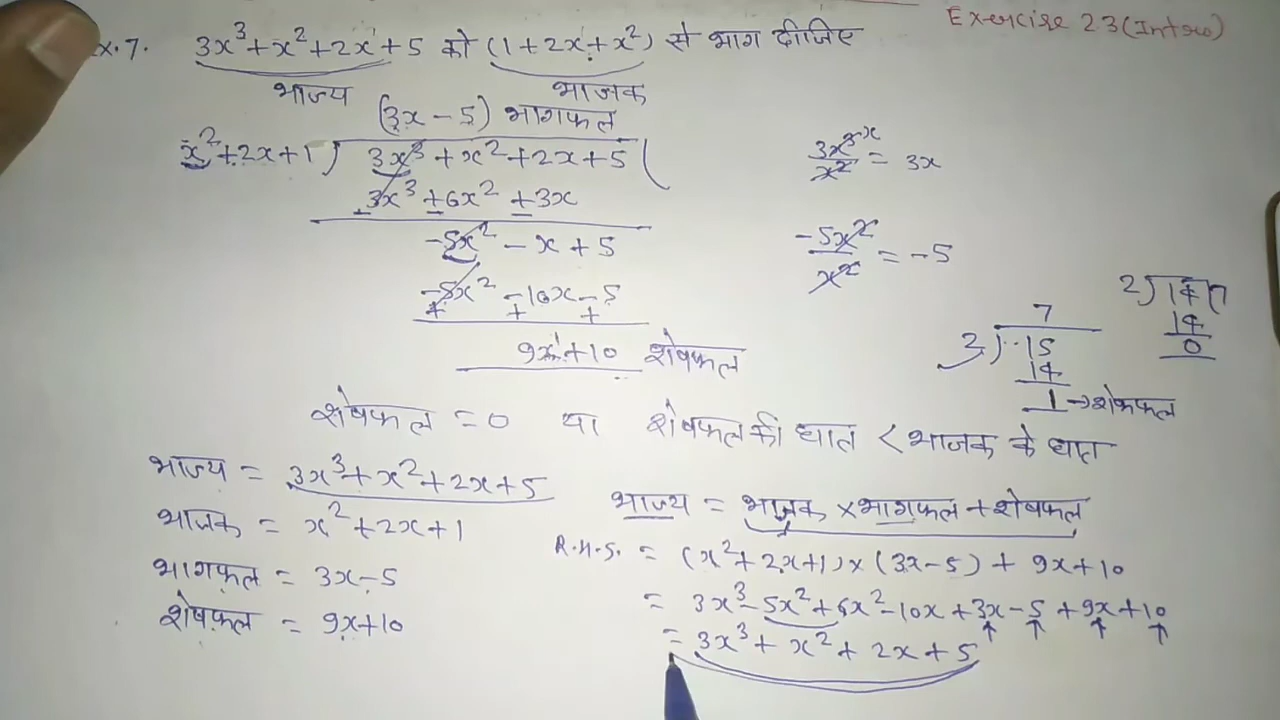 Exercise 23(Intro)
x.7. 3x³+x²+2x+5 को (1+2x+x²) से भाग दीजिए
भाज्य भाजक
(3x-5) भागफल
x²+2x+1) 3x³+x²+2x+5 (
3x³+6x²+3x
-5x²-x+5
-5x²-10x-5
9x+10 शेषफल
3x³/x² = 3x
-5x²/x² = -5
7
2) 15
14
1→शेषफल
2) 14(7
14
0
शेषफल =0 या शेषफल की घात < भाजक के घात
भाज्य = 3x³+x²+2x+5
भाजक = x²+2x+1
भागफल = 3x-5
शेषफल = 9x+10
भाज्य = भाजक x भागफल + शेषफल
R.H.S. = (x²+2x+1)x(3x-5)+9x+10
= 3x³-5x²+6x²-10x+3x-5+9x+10
= 3x³+x²+2x+5